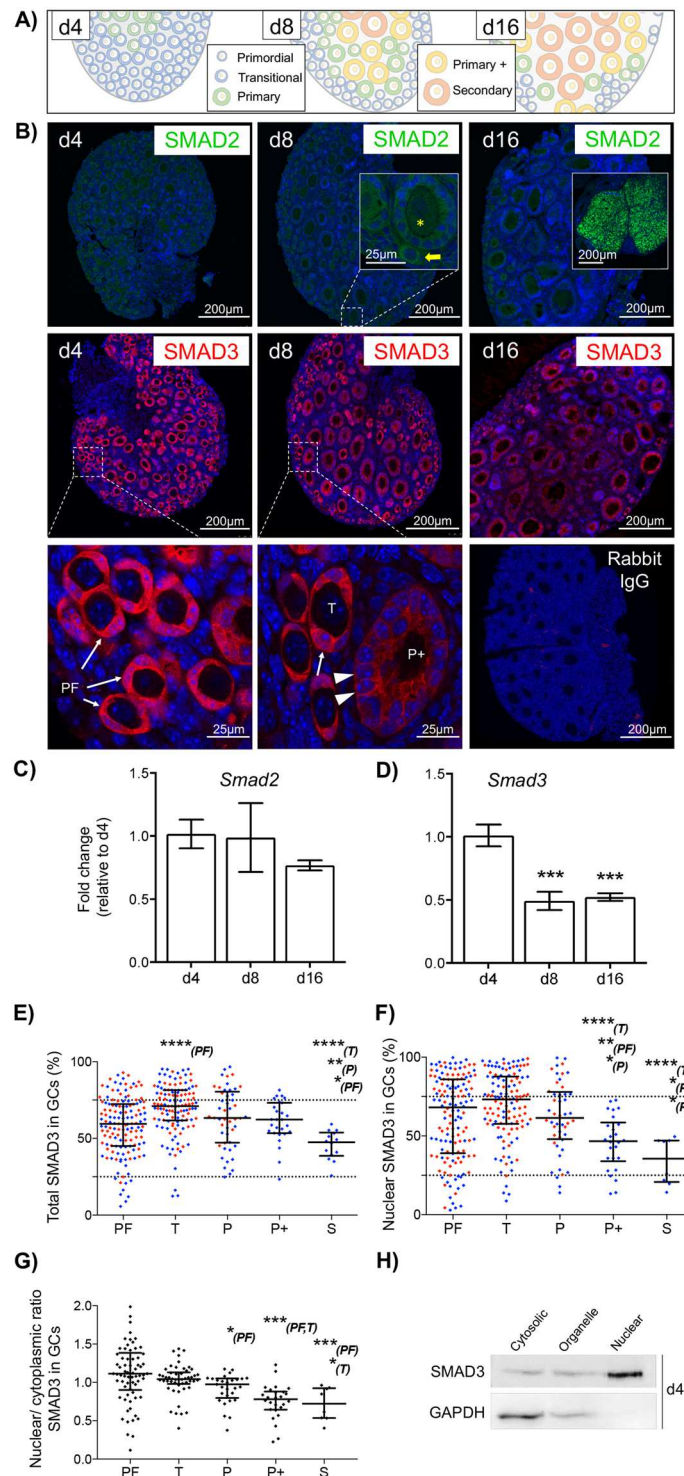 A)
d4
d8
d16
Primordial
Transitional
Primary
Primary +
Secondary
B)
d4
SMAD2
d8
SMAD2
d16
SMAD2
*
25µm
200µm
200µm
200µm
200µm
d4
SMAD3
d8
SMAD3
d16
SMAD3
200µm
200µm
200µm
PF
25µm
T
P+
25µm
Rabbit
IgG
200µm
C)
Smad2
Fold change
(relative to d4)
1.5
1.0
0.5
0.0
d4
d8
d16
D)
Smad3
1.5
1.0
0.5
0.0
***
***
d4
d8
d16
E)
Total SMAD3 in GCs (%)
100
75
50
25
0
****(PF)
****(T)
**(P)
*(PF)
PF
T
P
P+
S
F)
Nuclear SMAD3 in GCs (%)
100
75
50
25
0
****(T)
**(PF)
*(P)
****(T
*(P
*(P
PF
T
P
P+
S
G)
Nuclear/ cytoplasmic ratio
SMAD3 in GCs
2.0
1.5
1.0
0.5
0.0
*(PF)
***(PF,T)
***(PF)
*(T)
PF
T
P
P+
S
H)
Cytosolic
Organelle
Nuclear
SMAD3
GAPDH
d4